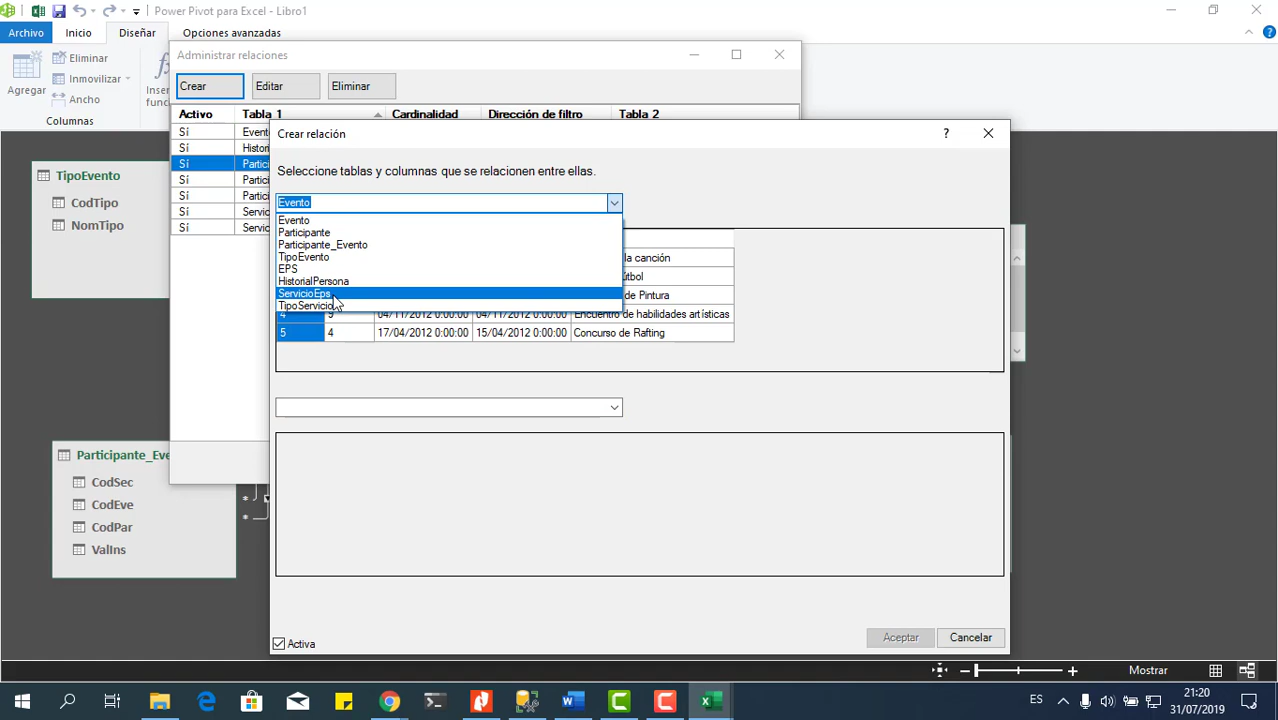 Power Pivot para Excel - Libro1
Archivo Inicio Diseñar Opciones avanzadas
Agregar
Eliminar
Inmovilizar
Ancho
Columnas
Administrar relaciones
Crear Editar Eliminar
Activo Tabla 1 Cardinalidad Dirección de filtro Tabla 2
Sí
Sí
Sí
Sí
Sí
Sí
Sí
Crear relación
?
Seleccione tablas y columnas que se relacionen entre ellas.
Evento
Evento
Participante
Participante_Evento
TipoEvento
EPS
HistorialPersona
ServicioEps
TipoServicio
la canción
de Pintura
04/11/2012 0:00:00 04/11/2012 0:00:00 Encuentro de habilidades artísticas
5 4 17/04/2012 0:00:00 15/04/2012 0:00:00 Concurso de Rafting
Activa
Aceptar Cancelar
TipoEvento
CodTipo
NomTipo
CodSec
CodEve
CodPar
ValIns
Mostrar
ES
21:20
31/07/2019